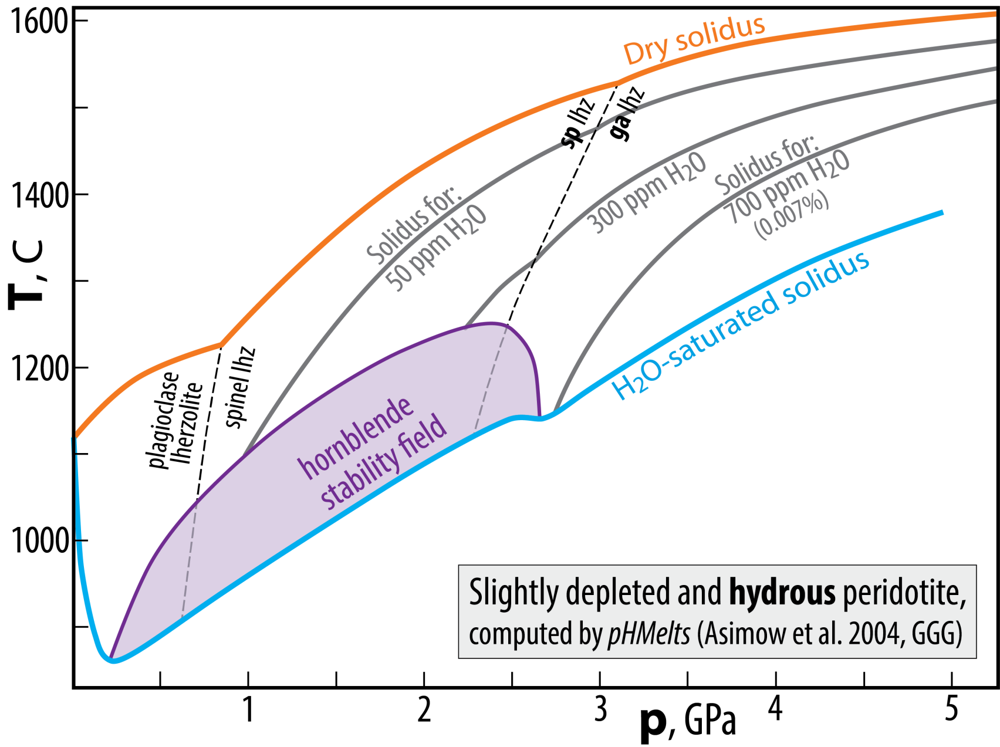 1600
1400
1200
1000
T, C
Dry solidus
sp lhz
ga lhz
Solidus for:
50 ppm H2O
300 ppm H2O
Solidus for:
700 ppm H2O
(0.007%)
H2O-saturated solidus
plagioclase
lherzolite
spinel lhz
hornblende
stability field
Slightly depleted and hydrous peridotite,
computed by pHMelts (Asimow et al. 2004, GGG)
1
2
3
4
5
p, GPa